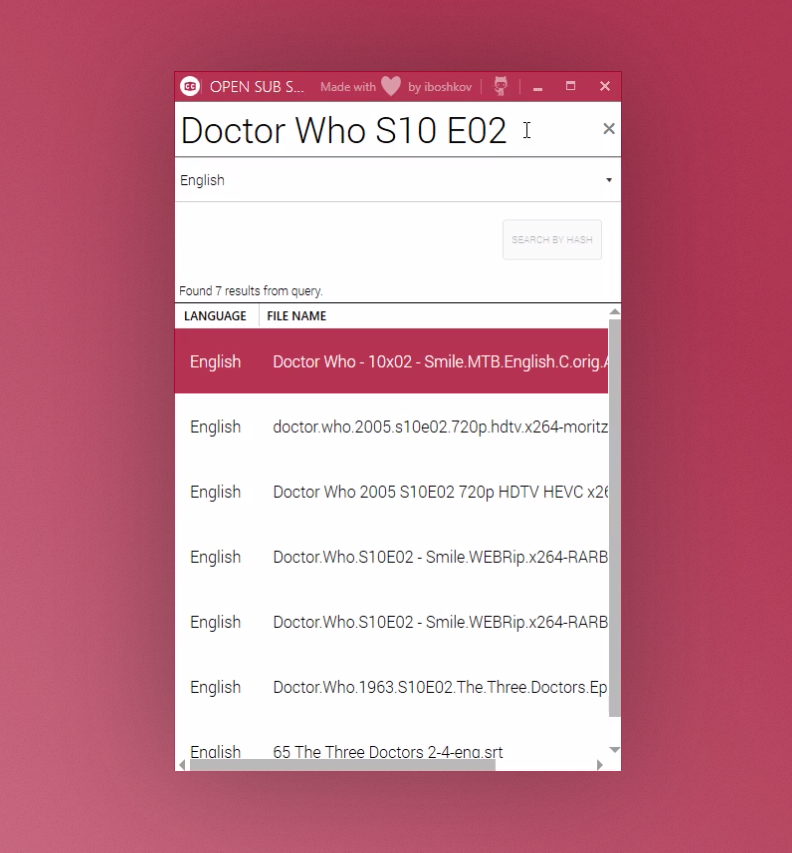 OPEN SUB S... Made with by iboshkov
Doctor Who S10 E02
English
SEARCH BY HASH
Found 7 results from query.
LANGUAGE FILE NAME
English Doctor Who - 10x02 - Smile.MTB.English.C.orig.
English doctor.who.2005.s10e02.720p.hdtv.x264-moritz
English Doctor Who 2005 S10E02 720p HDTV HEVC x26
English Doctor.Who.S10E02 - Smile.WEBRip.x264-RARB
English Doctor.Who.S10E02 - Smile.WEBRip.x264-RARB
English Doctor.Who.1963.S10E02.The.Three.Doctors.Ep
English 65 The Three Doctors 2-4-eng.srt